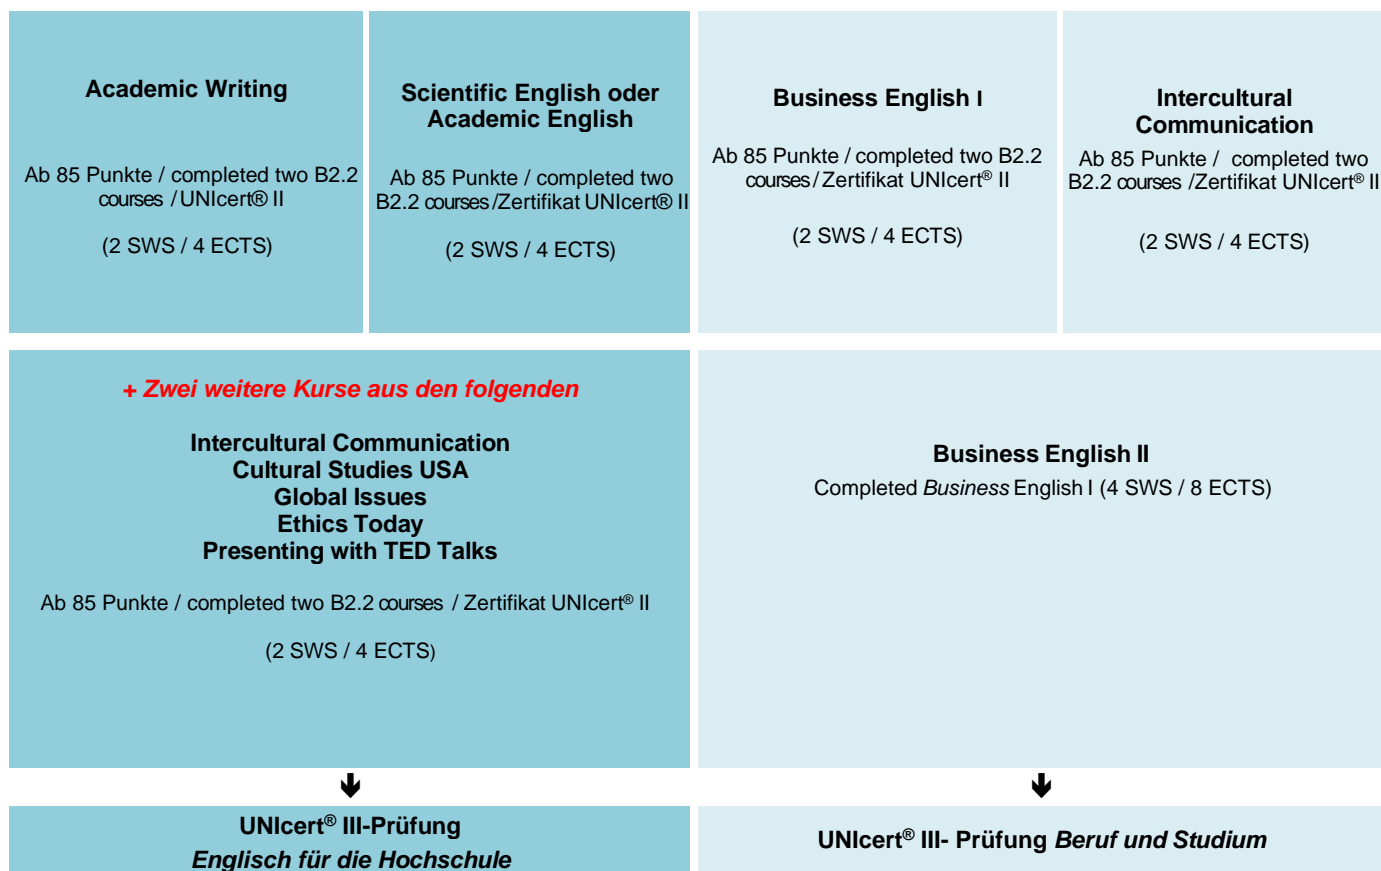 Academic Writing
Ab 85 Punkte / completed two B2.2
courses / UNIcert® II
(2 SWS / 4 ECTS)
Scientific English oder
Academic English
Ab 85 Punkte / completed two
B2.2 courses /Zertifikat UNIcert® II
(2 SWS / 4 ECTS)
Business English I
Ab 85 Punkte / completed two B2.2
courses / Zertifikat UNIcert® II
(2 SWS / 4 ECTS)
Intercultural
Communication
Ab 85 Punkte / completed two
B2.2 courses /Zertifikat UNIcert® II
(2 SWS / 4 ECTS)
+ Zwei weitere Kurse aus den folgenden
Intercultural Communication
Cultural Studies USA
Global Issues
Ethics Today
Presenting with TED Talks
Ab 85 Punkte / completed two B2.2 courses / Zertifikat UNIcert® II
(2 SWS / 4 ECTS)
Business English II
Completed Business English I (4 SWS / 8 ECTS)
UNIcert® III-Prüfung
Englisch für die Hochschule
UNIcert® III- Prüfung Beruf und Studium